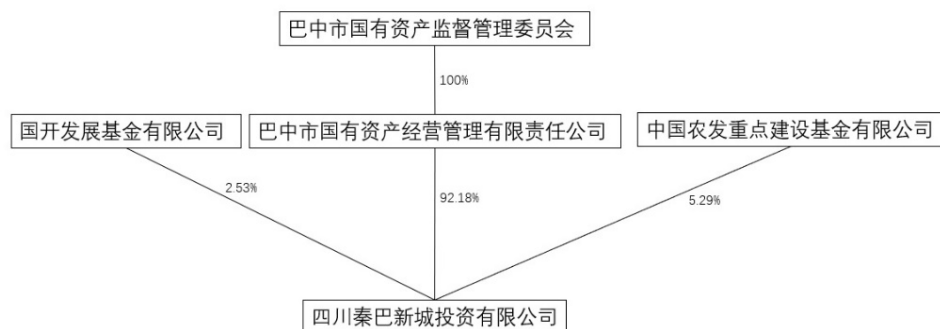 巴中市国有资产监督管理委员会
100%
国开发展基金有限公司
巴中市国有资产经营管理有限责任公司
中国农发重点建设基金有限公司
2.53%
92.18%
5.29%
四川秦巴新城投资有限公司